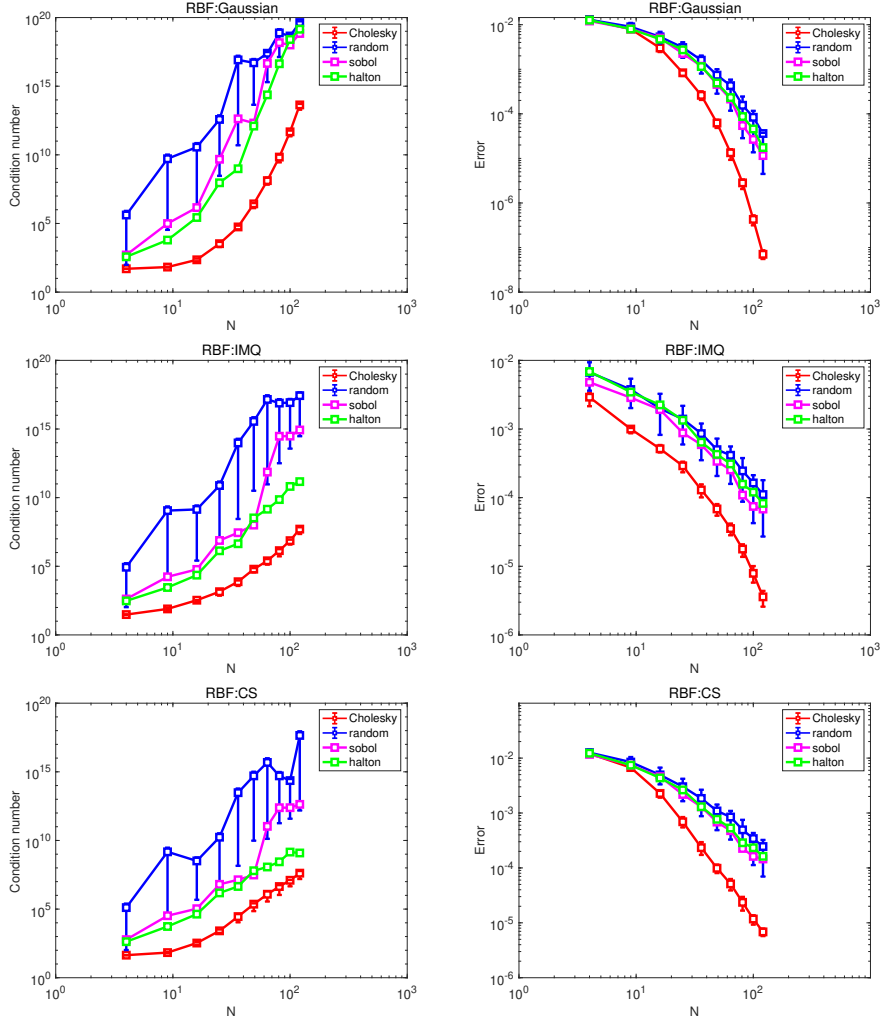 RBF:Gaussian
10^20
10^15
10^10
10^5
10^0
Condition number
10^0
10^1
10^2
10^3
N
Cholesky
random
sobol
halton
RBF:Gaussian
10^-2
10^-4
10^-6
10^-8
Error
10^0
10^1
10^2
10^3
N
Cholesky
random
sobol
halton
RBF:IMQ
10^20
10^15
10^10
10^5
10^0
Condition number
10^0
10^1
10^2
10^3
N
Cholesky
random
sobol
halton
RBF:IMQ
10^-2
10^-3
10^-4
10^-5
10^-6
Error
10^0
10^1
10^2
10^3
N
Cholesky
random
sobol
halton
RBF:CS
10^20
10^15
10^10
10^5
10^0
Condition number
10^0
10^1
10^2
10^3
N
Cholesky
random
sobol
halton
RBF:CS
10^-2
10^-3
10^-4
10^-5
10^-6
Error
10^0
10^1
10^2
10^3
N
Cholesky
random
sobol
halton